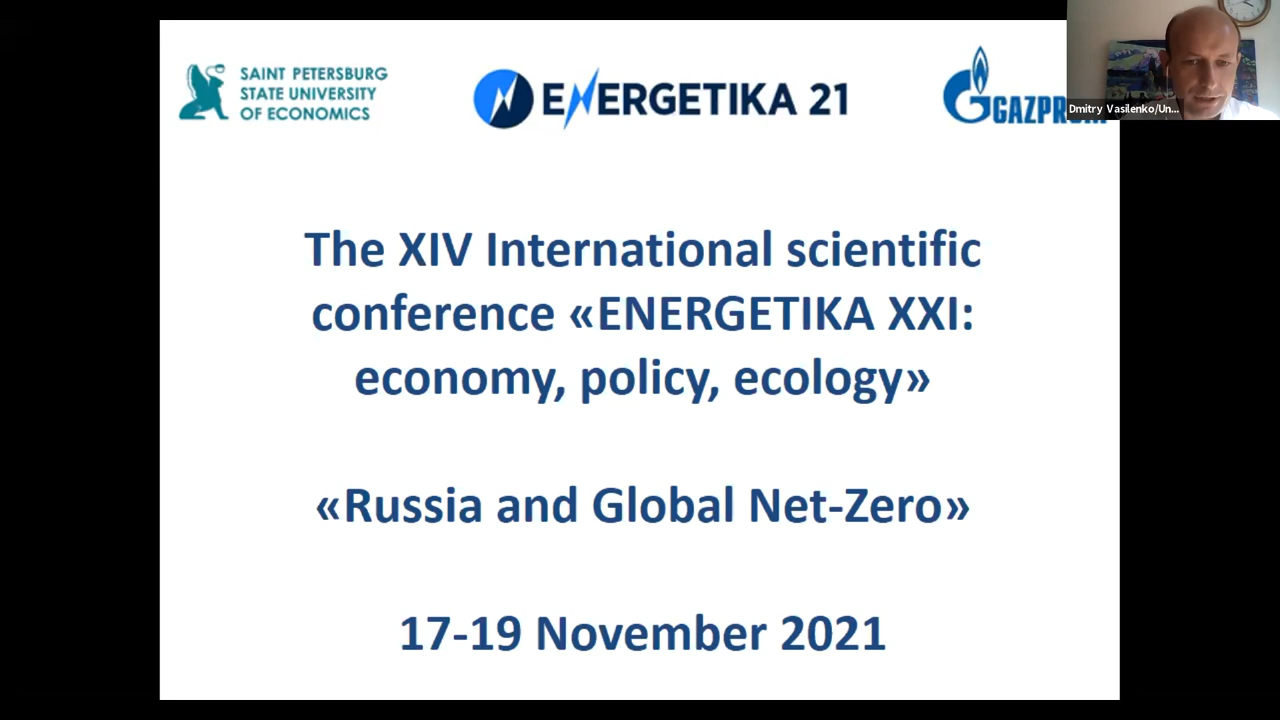 SAINT PETERSBURG
STATE UNIVERSITY
OF ECONOMICS
ENERGETIKA 21
Dmitry Vasilenko/Un...
The XIV International scientific
conference «ENERGETIKA XXI:
economy, policy, ecology»
«Russia and Global Net-Zero»
17-19 November 2021